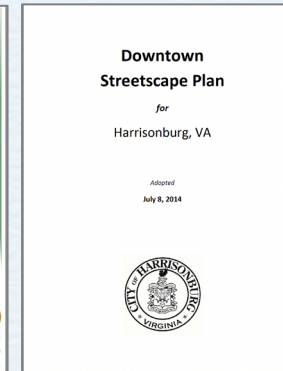 Downtown
Streetscape Plan
for
Harrisonburg, VA
Adopted
July 8, 2014
CITY OF HARRISONBURG
VIRGINIA